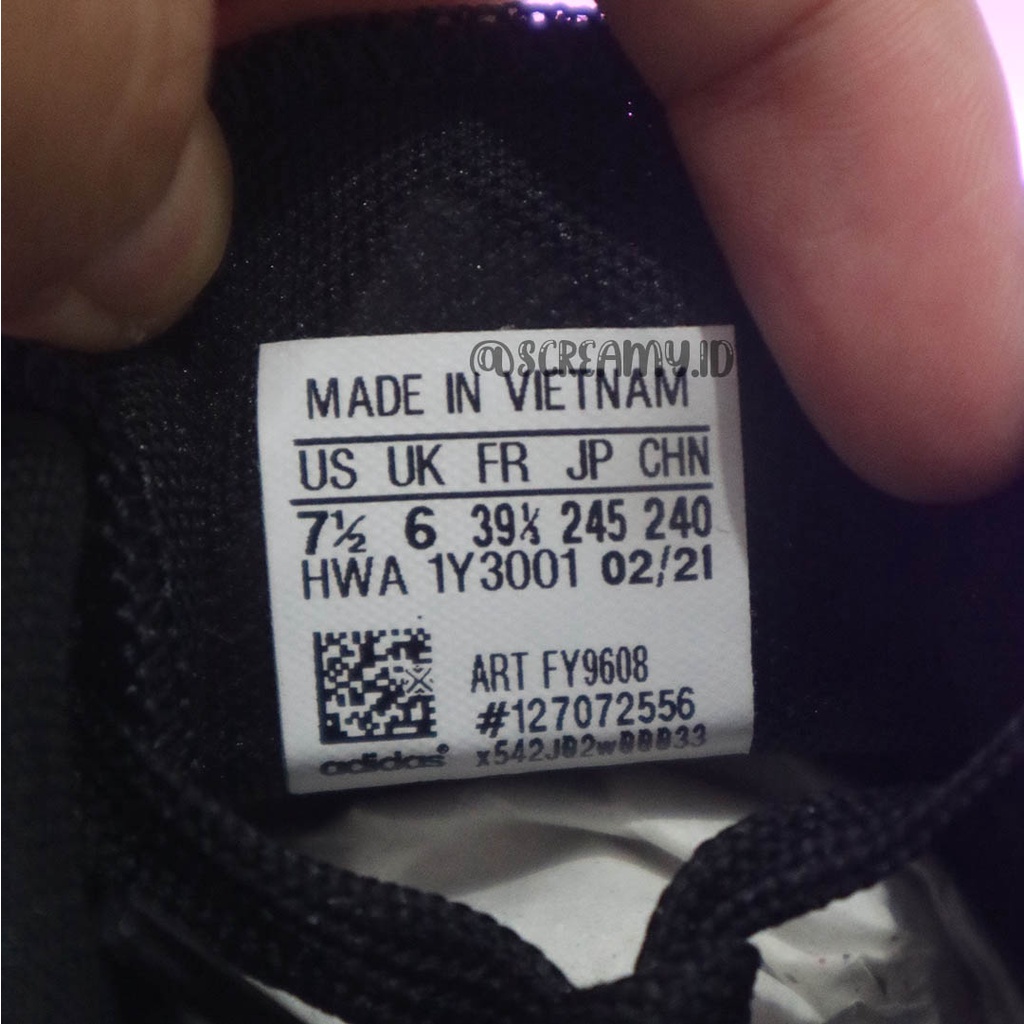 @SCREAMY.ID
MADE IN VIETNAM
US UK FR JP CHN
7½ 6 39⅓ 245 240
HWA 1Y3001 02/21
ART FY9608
#127072556
adidas®